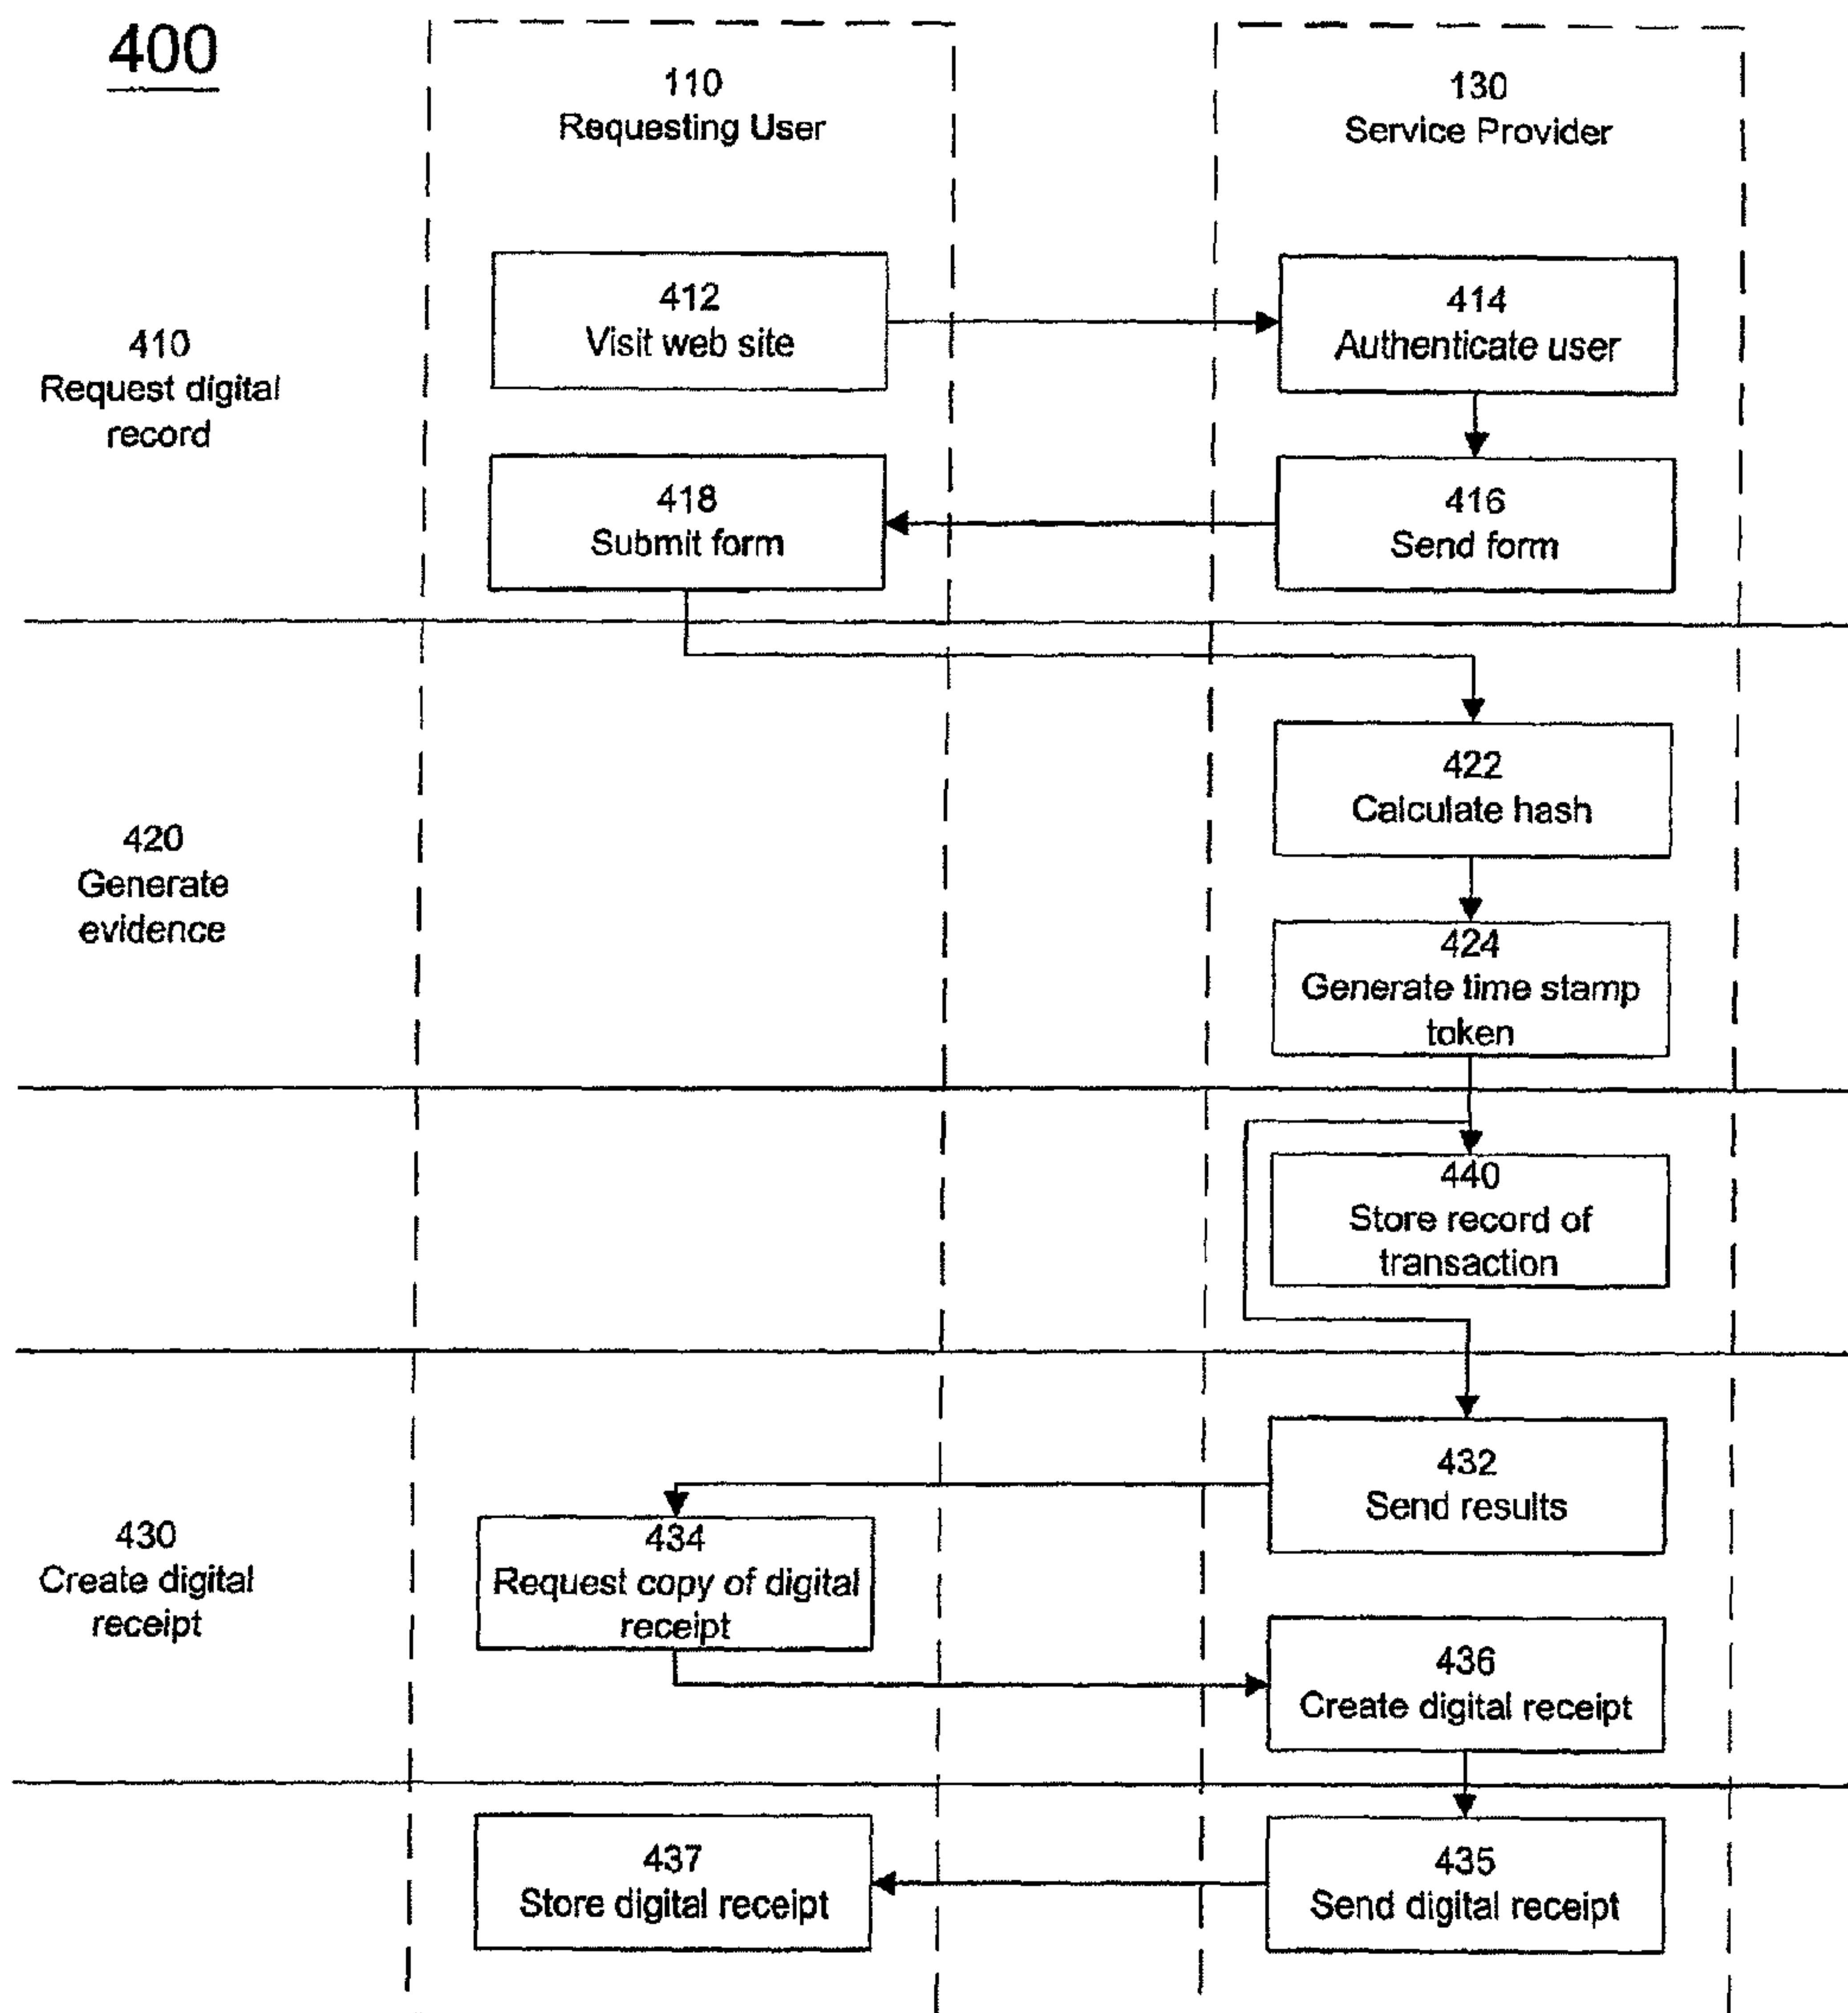 400
110
Requesting User
130
Service Provider
410
Request digital
record
412
Visit web site
414
Authenticate user
418
Submit form
416
Send form
420
Generate
evidence
422
Calculate hash
424
Generate time stamp
token
440
Store record of
transaction
430
Create digital
receipt
432
Send results
434
Request copy of digital
receipt
436
Create digital receipt
437
Store digital receipt
435
Send digital receipt